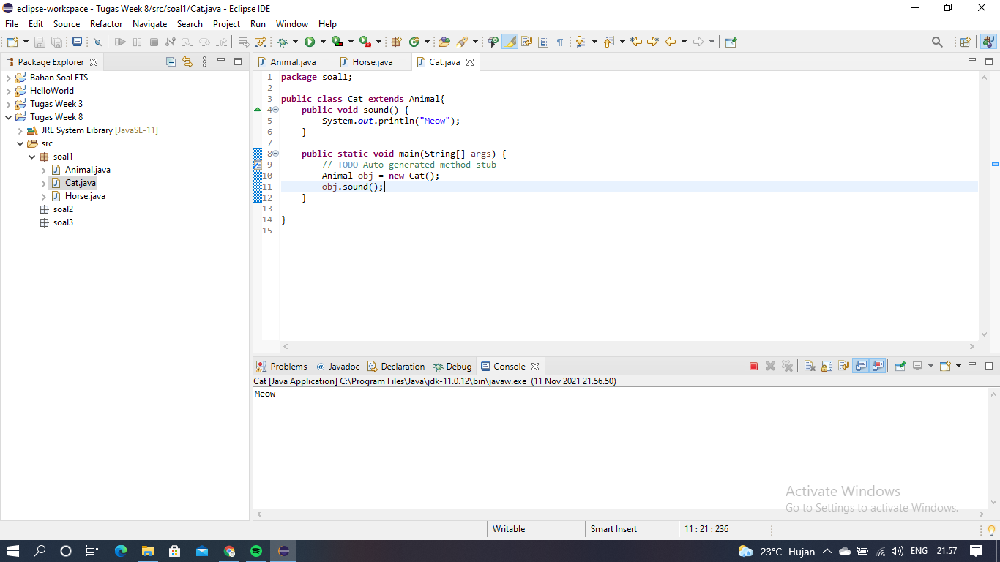 eclipse-workspace - Tugas Week 8/src/soal1/Cat.java - Eclipse IDE
File Edit Source Refactor Navigate Search Project Run Window Help
Package Explorer
Bahan Soal ETS
HelloWorld
Tugas Week 3
Tugas Week 8
JRE System Library [JavaSE-11]
src
soal1
Animal.java
Cat.java
Horse.java
soal2
soal3
Animal.java Horse.java Cat.java
1 package soal1;
2
3 public class Cat extends Animal{
4 public void sound() {
5 System.out.println("Meow");
6 }
7
8 public static void main(String[] args) {
9 // TODO Auto-generated method stub
10 Animal obj = new Cat();
11 obj.sound();
12 }
13
14 }
15
Problems @ Javadoc Declaration Debug Console
Cat [Java Application] C:\Program Files\Java\jdk-11.0.12\bin\javaw.exe (11 Nov 2021 21.56.50)
Meow
Activate Windows
Go to Settings to activate Windows.
Writable Smart Insert 11 : 21 : 236
23°C Hujan ENG 21.57